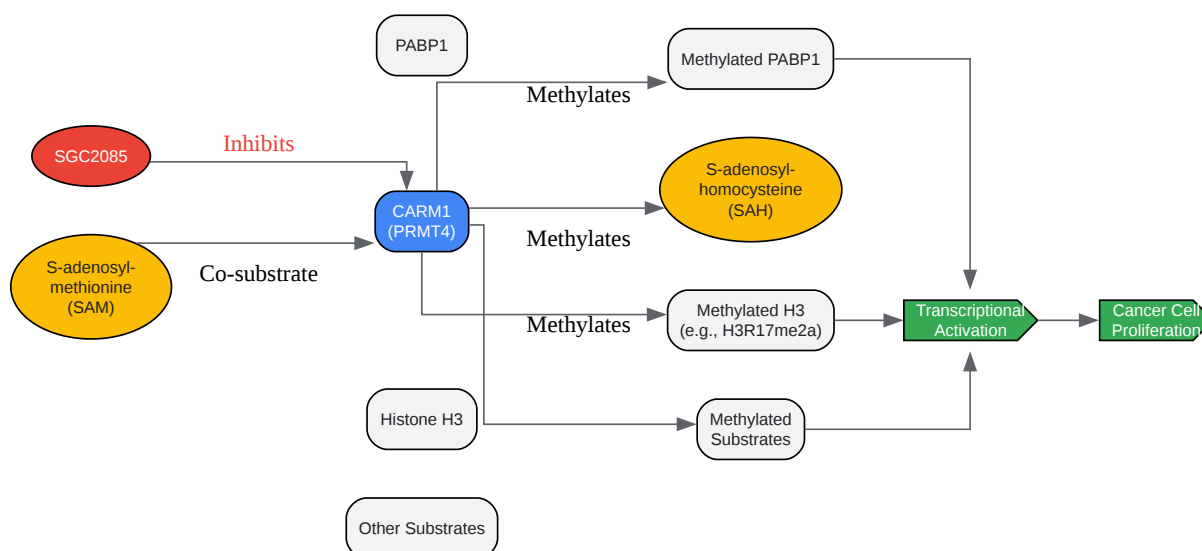 PABP1
Methylated PABP1
Methylates
SGC2085
Inhibits
S-adenosyl-
homocysteine
(SAH)
CARM1
(PRMT4)
Methylates
S-adenosyl-
methionine
(SAM)
Co-substrate
Methylated H3
(e.g., H3R17me2a)
Methylates
Transcriptional
Activation
Cancer Cell
Proliferation
Histone H3
Methylated
Substrates
Other Substrates